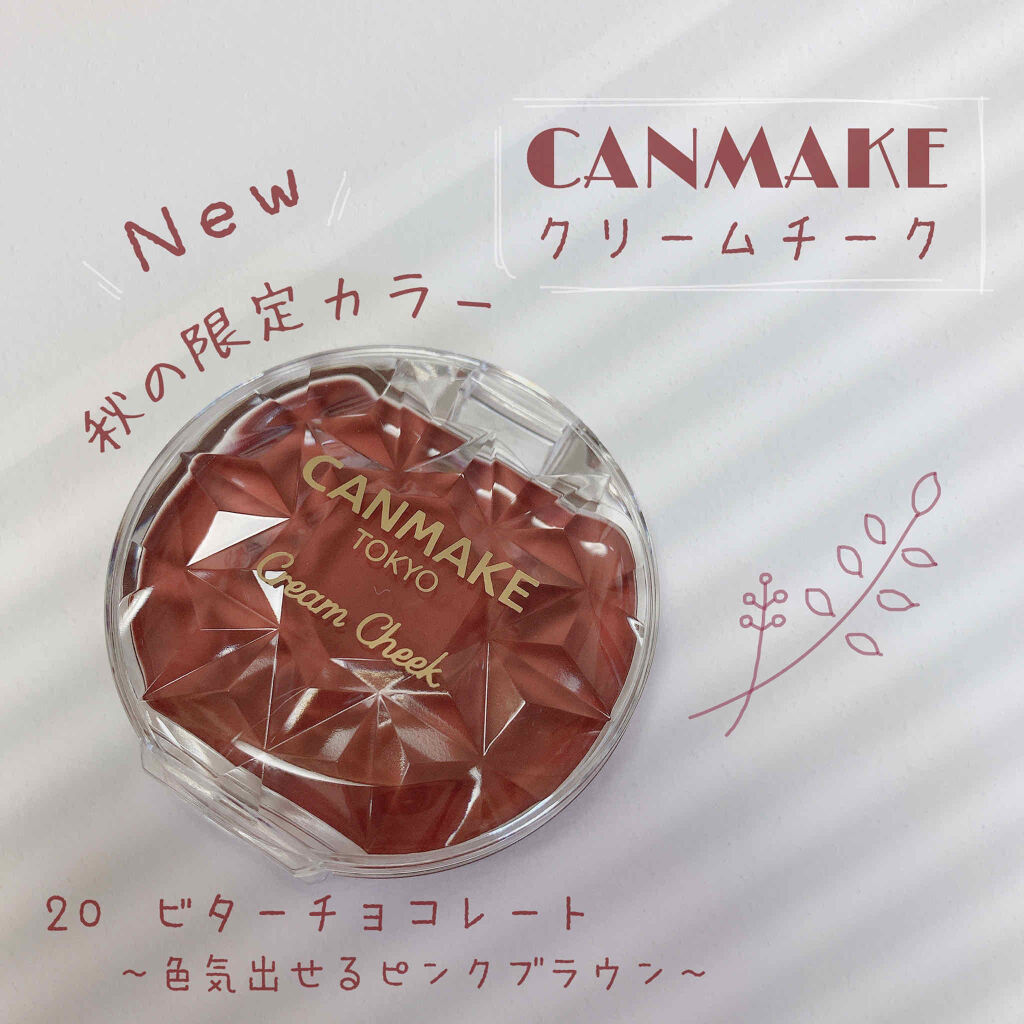 CANMAKE
クリームチーク
New
秋の限定カラー
CANMAKE
TOKYO
Cream Cheek
20 ビターチョコレート
~色気出せるピンクブラウン~